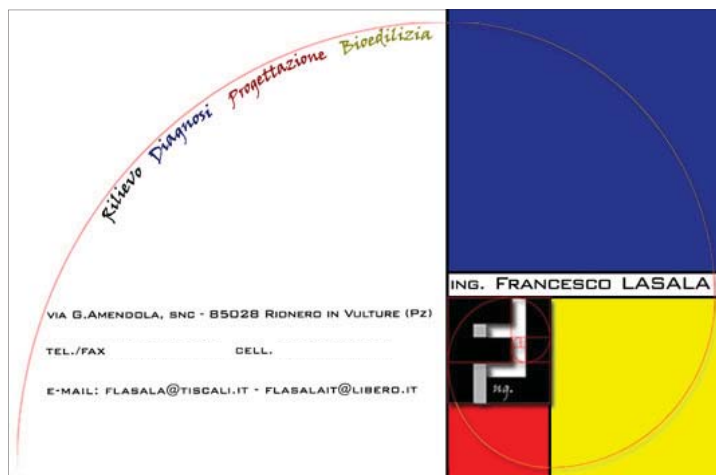 Rilievo Diagnosi Progettazione Bioedilizia
ING. FRANCESCO LASALA
VIA G.AMENDOLA, SNC - 85028 RIONERO IN VULTURE (PZ)
TEL./FAX CELL.
E-MAIL: FLASALA@TISCALI.IT - FLASALAIT@LIBERO.IT
ng.